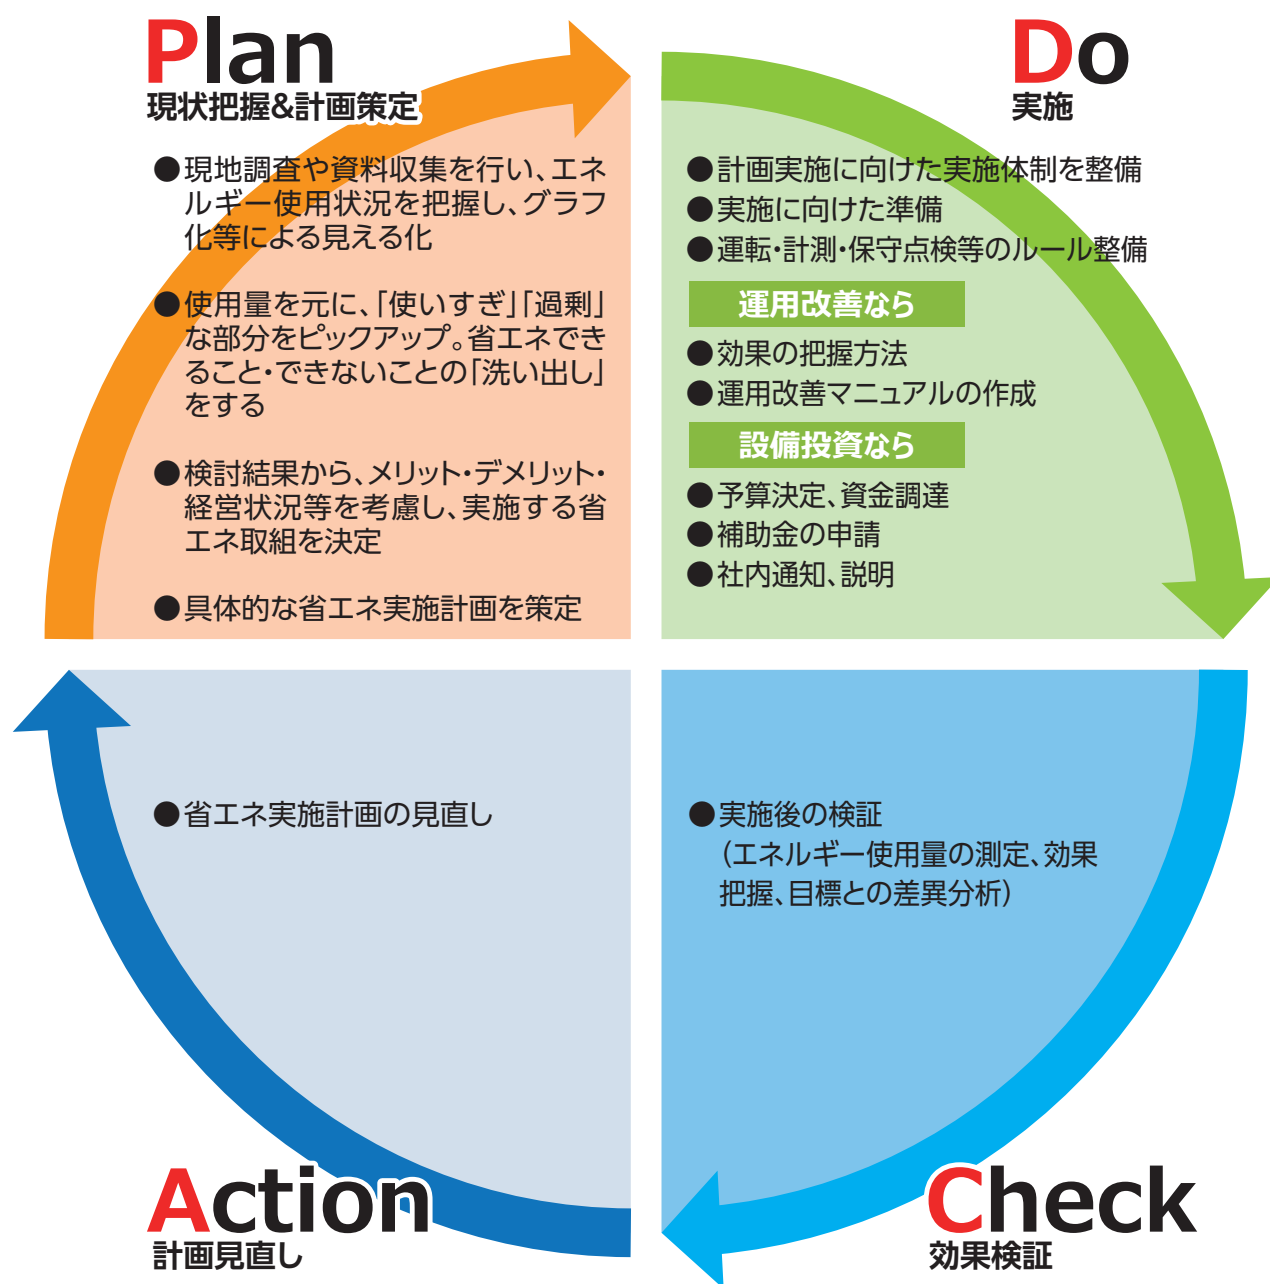 Plan
現状把握&計画策定
●現地調査や資料収集を行い、エネ
ルギー使用状況を把握し、グラフ
化等による見える化
●使用量を元に、「使いすぎ」「過剰」
な部分をピックアップ。省エネでき
ること・できないことの「洗い出し」
をする
●検討結果から、メリット・デメリット・
経営状況等を考慮し、実施する省
エネ取組を決定
●具体的な省エネ実施計画を策定
Do
実施
●計画実施に向けた実施体制を整備
●実施に向けた準備
●運転・計測・保守点検等のルール整備
運用改善なら
●効果の把握方法
●運用改善マニュアルの作成
設備投資なら
●予算決定、資金調達
●補助金の申請
●社内通知、説明
●実施後の検証
(エネルギー使用量の測定、効果
把握、目標との差異分析)
Check
効果検証
●省エネ実施計画の見直し
Action
計画見直し